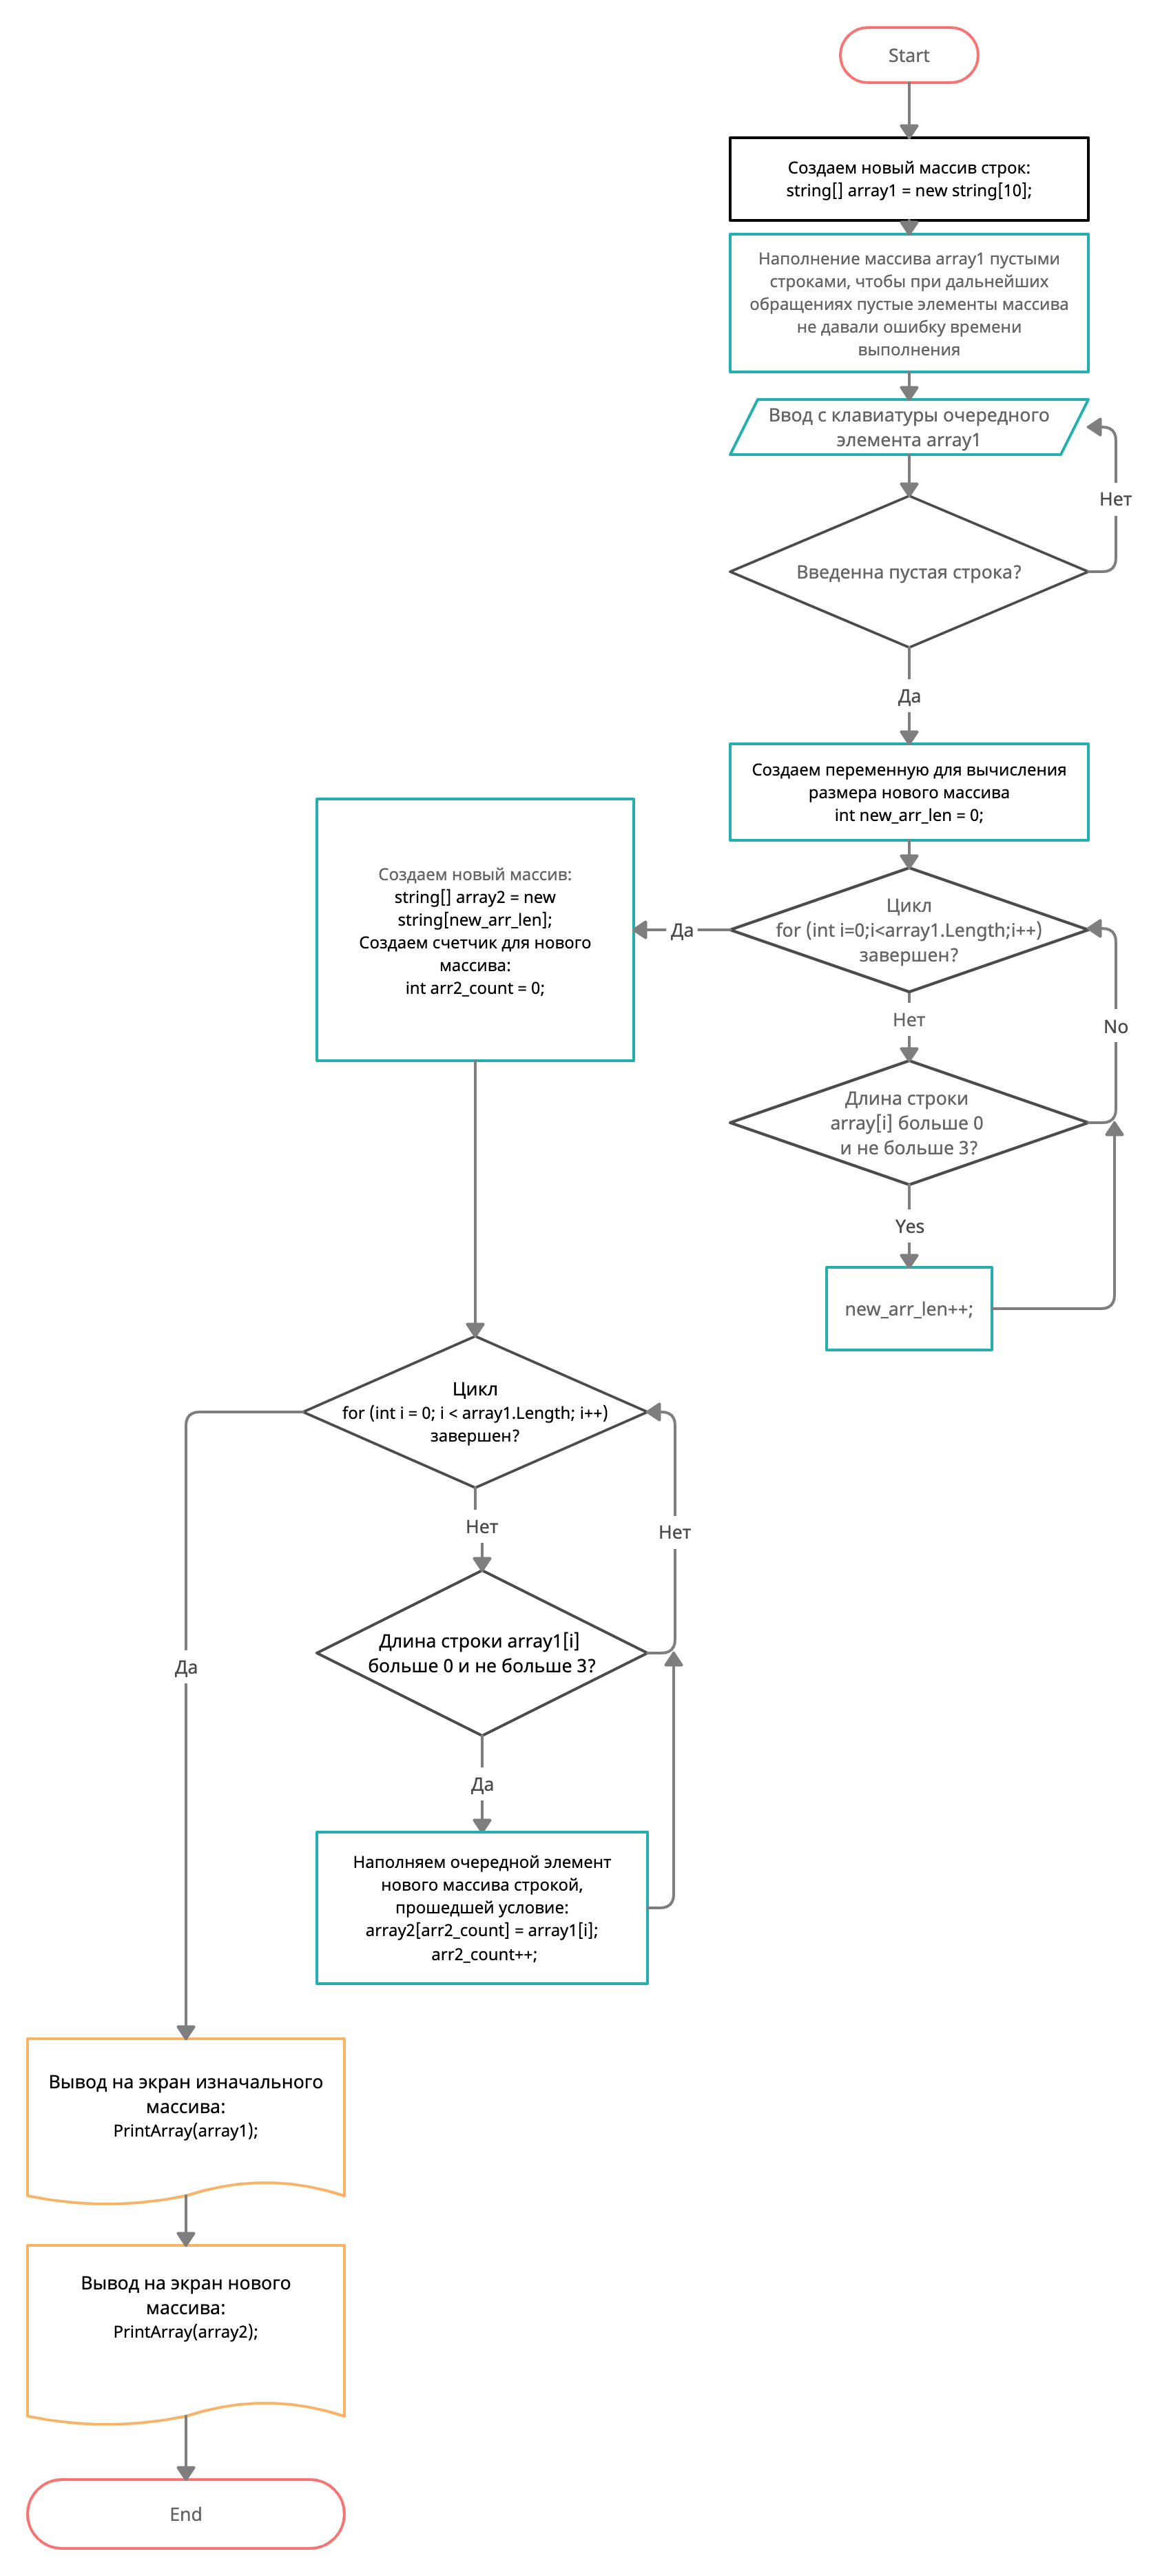 Start
Создаем новый массив строк:
string[] array1 = new string[10];
Наполнение массива array1 пустыми
строками, чтобы при дальнейших
обращениях пустые элементы массива
не давали ошибку времени
выполнения
Ввод с клавиатуры очередного
элемента array1
Нет
Введенна пустая строка?
Да
Создаем переменную для вычисления
размера нового массива
int new_arr_len = 0;
Цикл
for (int i=0;i<array1.Length;i++)
завершен?
Да
Создаем новый массив:
string[] array2 = new
string[new_arr_len];
Создаем счетчик для нового
массива:
int arr2_count = 0;
Нет
No
Длина строки
array[i] больше 0
и не больше 3?
Yes
new_arr_len++;
Цикл
for (int i = 0; i < array1.Length; i++)
завершен?
Нет
Нет
Длина строки array1[i]
больше 0 и не больше 3?
Да
Да
Наполняем очередной элемент
нового массива строкой,
прошедшей условие:
array2[arr2_count] = array1[i];
arr2_count++;
Вывод на экран изначального
массива:
PrintArray(array1);
Вывод на экран нового
массива:
PrintArray(array2);
End